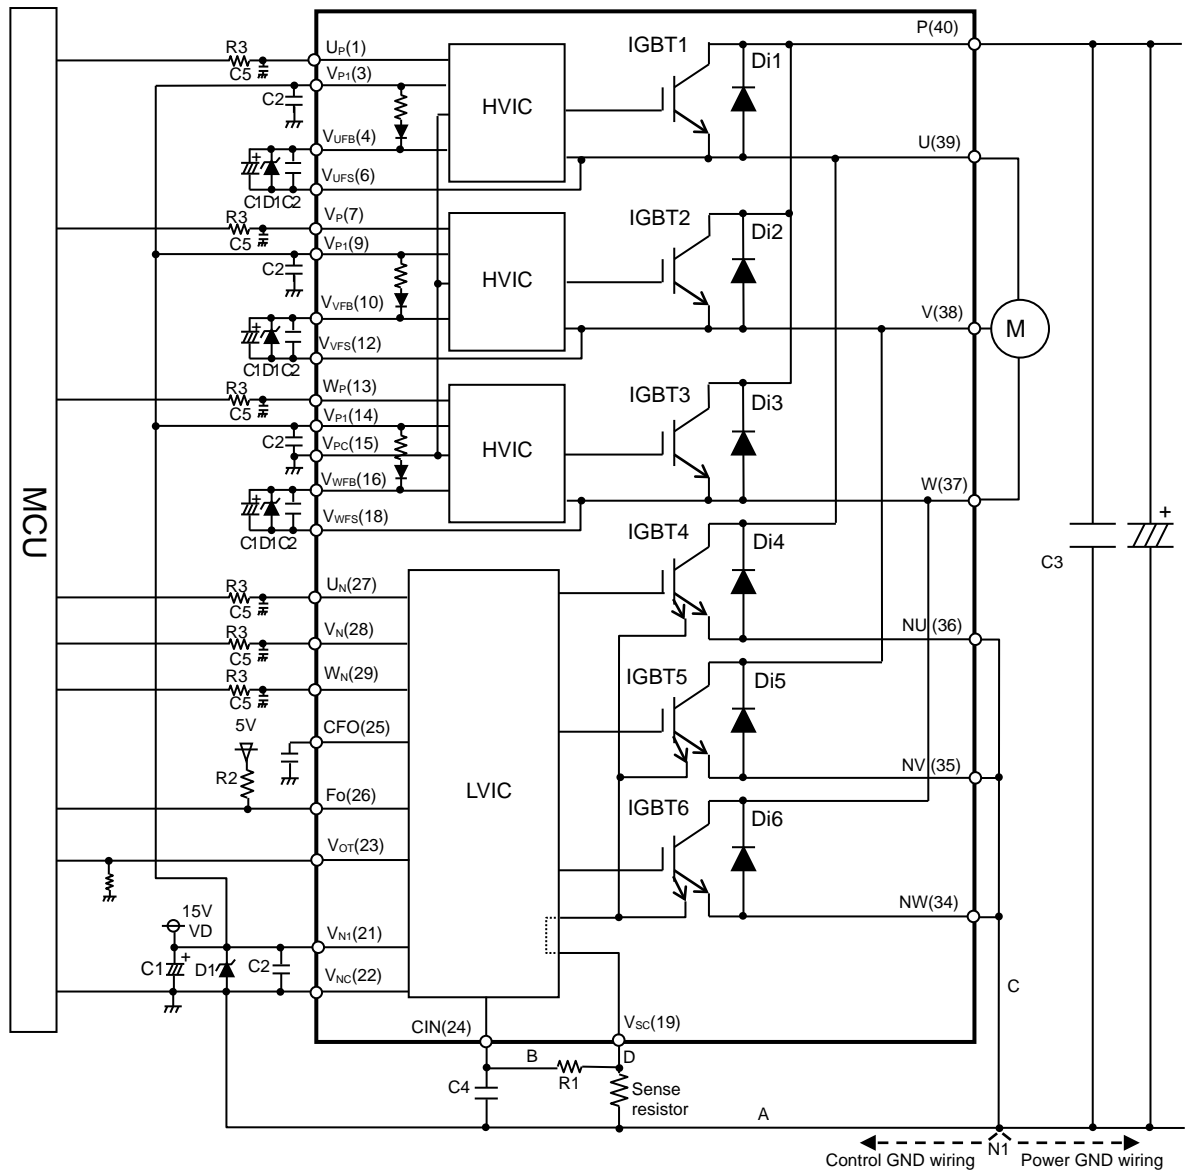 MCU
R3
C5
UP(1)
VP1(3)
C2
VUFB(4)
VUFS(6)
C1D1C2
HVIC
IGBT1
Di1
P(40)
U(39)
R3
C5
VP(7)
VP1(9)
C2
VVFB(10)
VVFS(12)
C1D1C2
HVIC
IGBT2
Di2
V(38)
M
R3
C5
WP(13)
VP1(14)
C2
VPC(15)
VWFB(16)
VWFS(18)
C1D1C2
HVIC
IGBT3
Di3
W(37)
IGBT4
Di4
C3
+
R3
C5
UN(27)
R3
C5
VN(28)
R3
C5
WN(29)
NU(36)
IGBT5
Di5
5V
R2
CFO(25)
Fo(26)
LVIC
NV(35)
IGBT6
Di6
VOT(23)
NW(34)
15V
VD
C1
+
D1
C2
VN1(21)
VNC(22)
C
CIN(24)
VSC(19)
B
D
C4
R1
Sense
resistor
A
N1
Control GND wiring
Power GND wiring